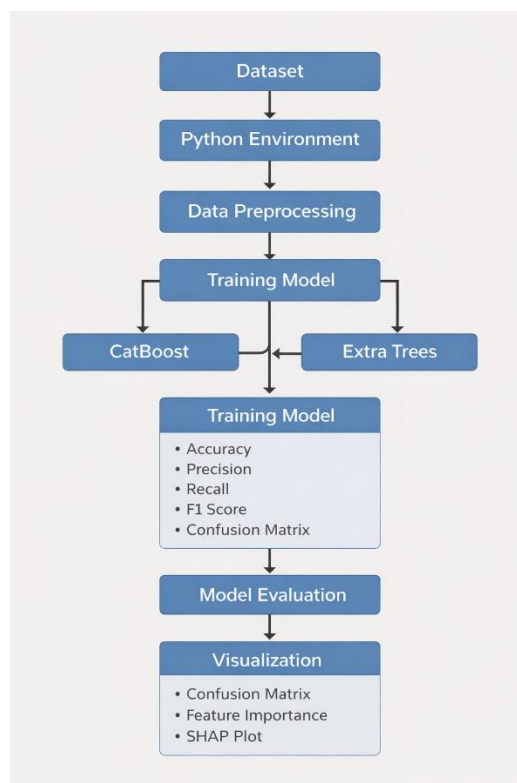 Dataset
Python Environment
Data Preprocessing
Training Model
CatBoost
Extra Trees
Training Model
• Accuracy
• Precision
• Recall
• F1 Score
• Confusion Matrix
Model Evaluation
Visualization
• Confusion Matrix
• Feature Importance
• SHAP Plot